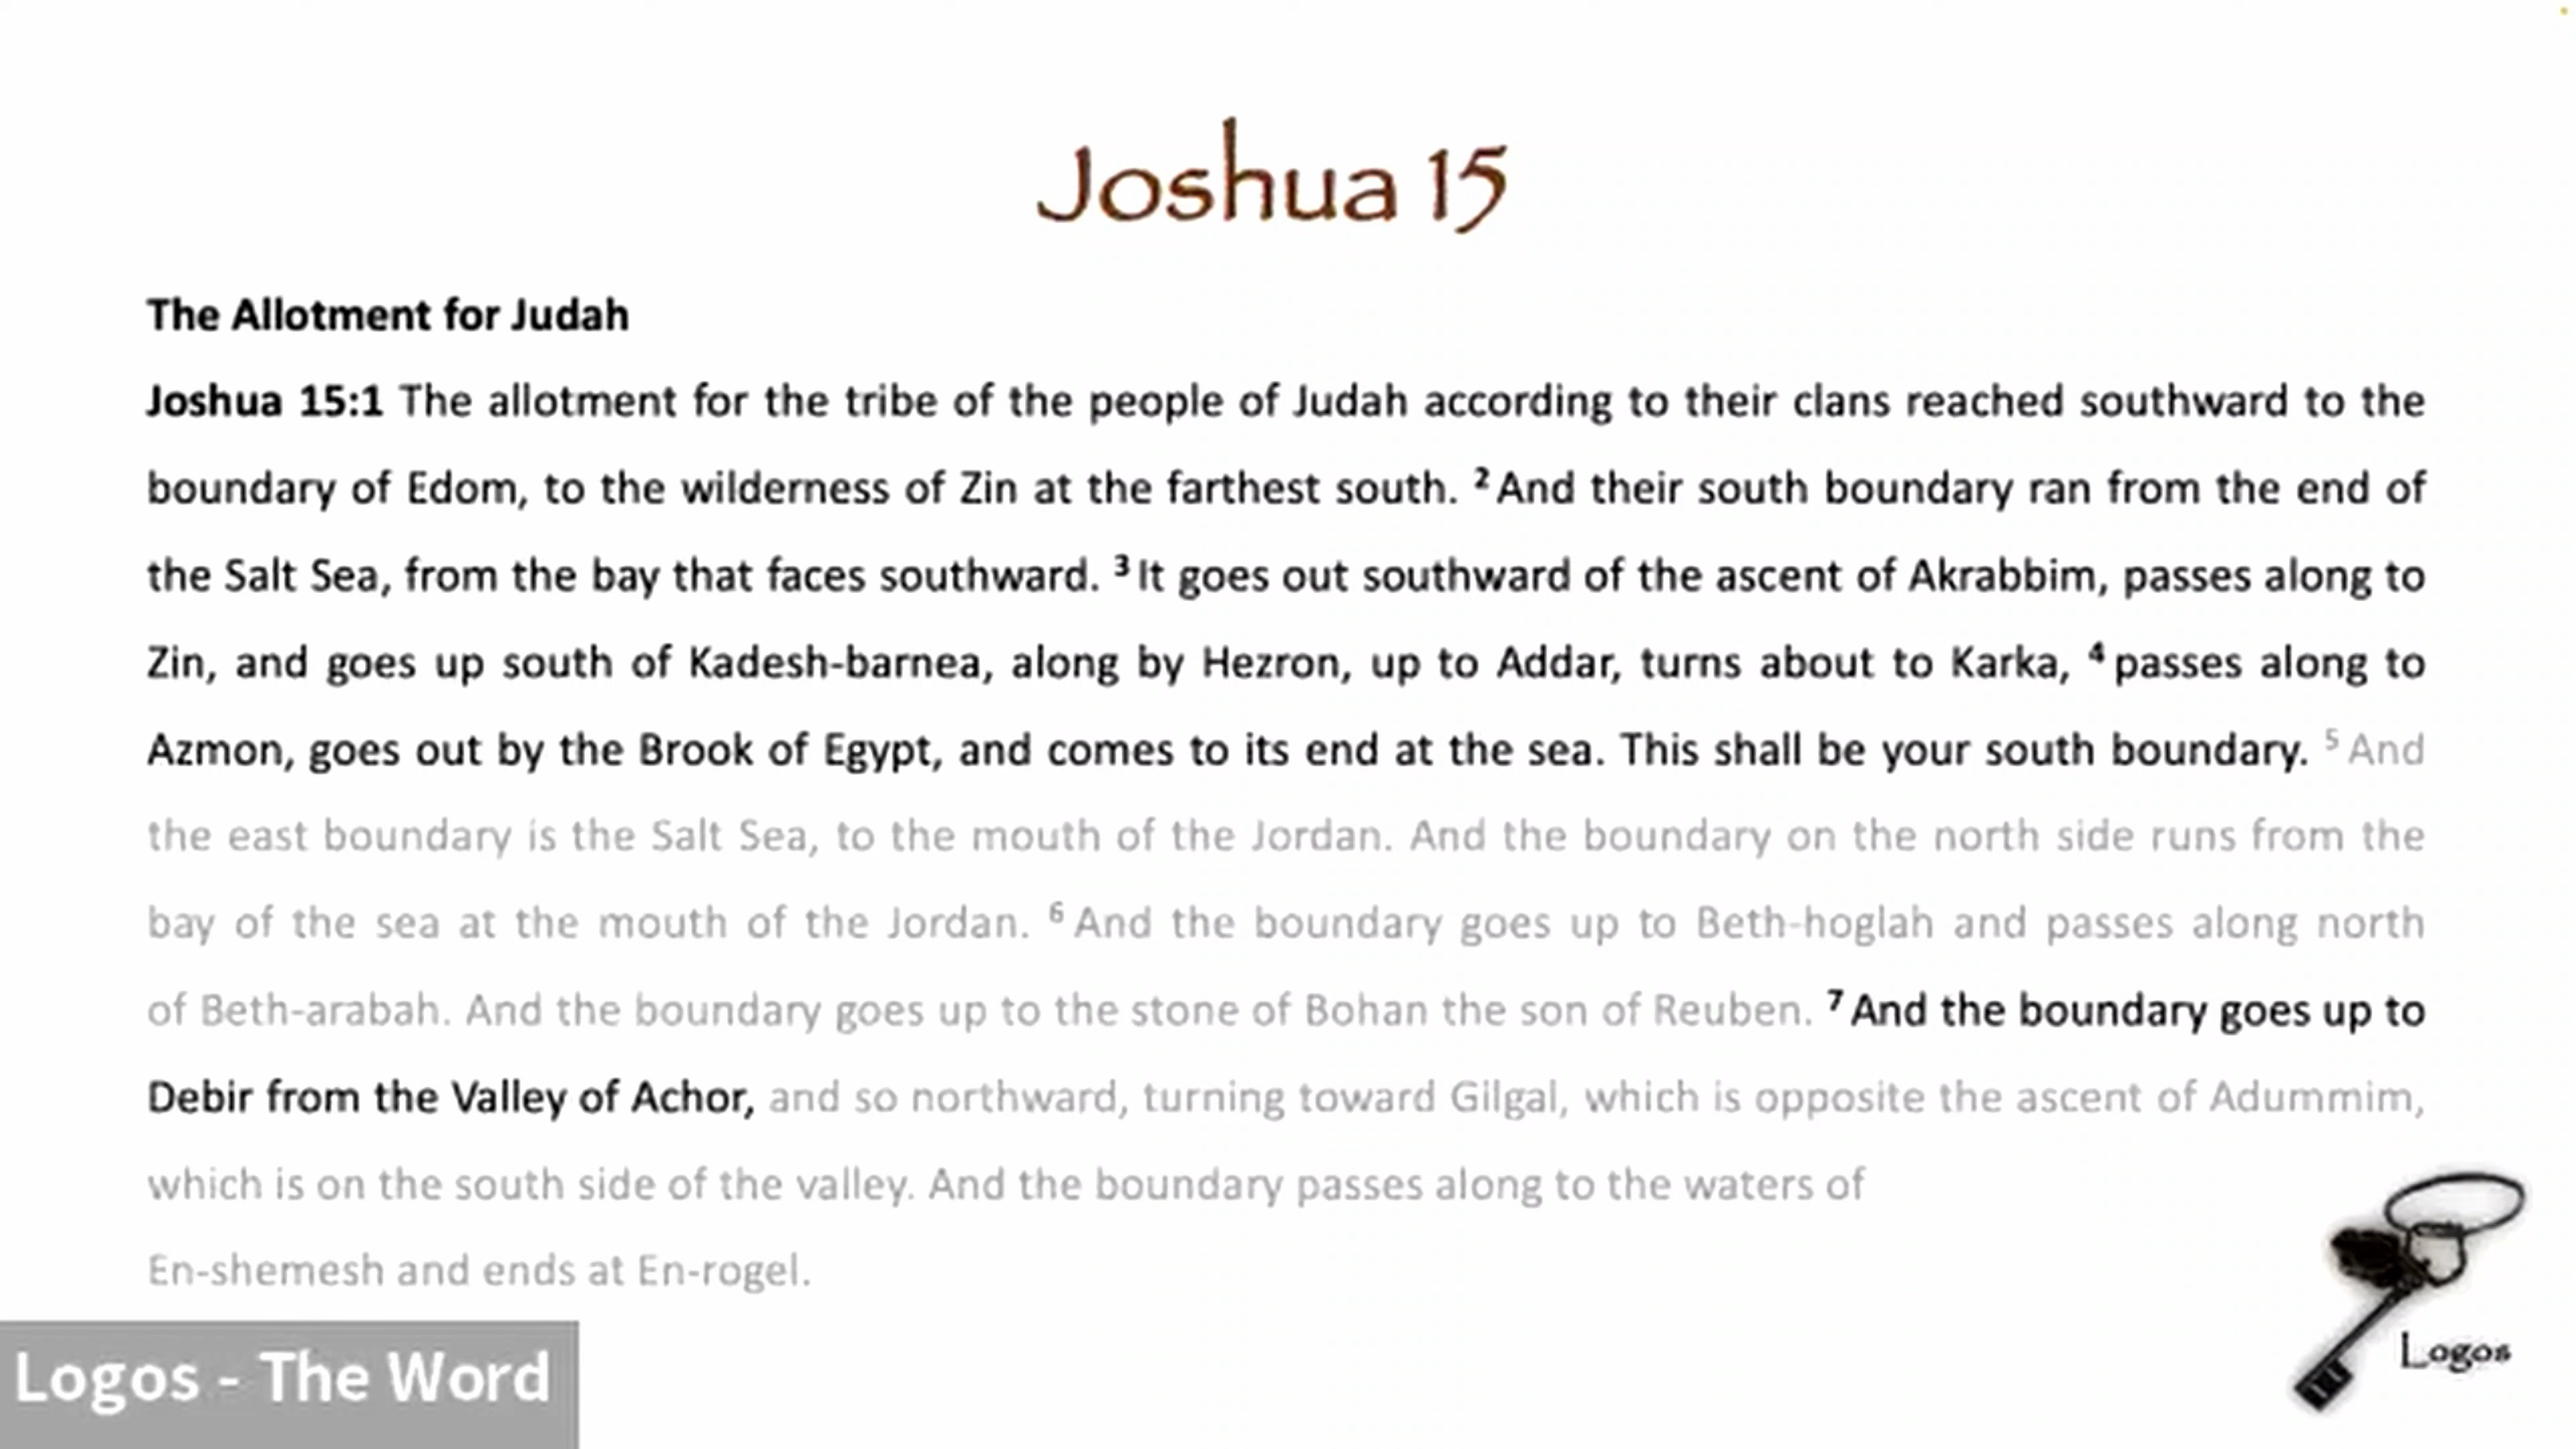 Joshua 15
The Allotment for Judah
Joshua 15:1 The allotment for the tribe of the people of Judah according to their clans reached southward to the
boundary of Edom, to the wilderness of Zin at the farthest south. 2 And their south boundary ran from the end of
the Salt Sea, from the bay that faces southward. 3 It goes out southward of the ascent of Akrabbim, passes along to
Zin, and goes up south of Kadesh-barnea, along by Hezron, up to Addar, turns about to Karka, 4 passes along to
Azmon, goes out by the Brook of Egypt, and comes to its end at the sea. This shall be your south boundary. 5 And
the east boundary is the Salt Sea, to the mouth of the Jordan. And the boundary on the north side runs from the
bay of the sea at the mouth of the Jordan. 6 And the boundary goes up to Beth-hoglah and passes along north
of Beth-arabah. And the boundary goes up to the stone of Bohan the son of Reuben. 7 And the boundary goes up to
Debir from the Valley of Achor, and so northward, turning toward Gilgal, which is opposite the ascent of Adummim,
which is on the south side of the valley. And the boundary passes along to the waters of
En-shemesh and ends at En-rogel.
Logos - The Word
Logos